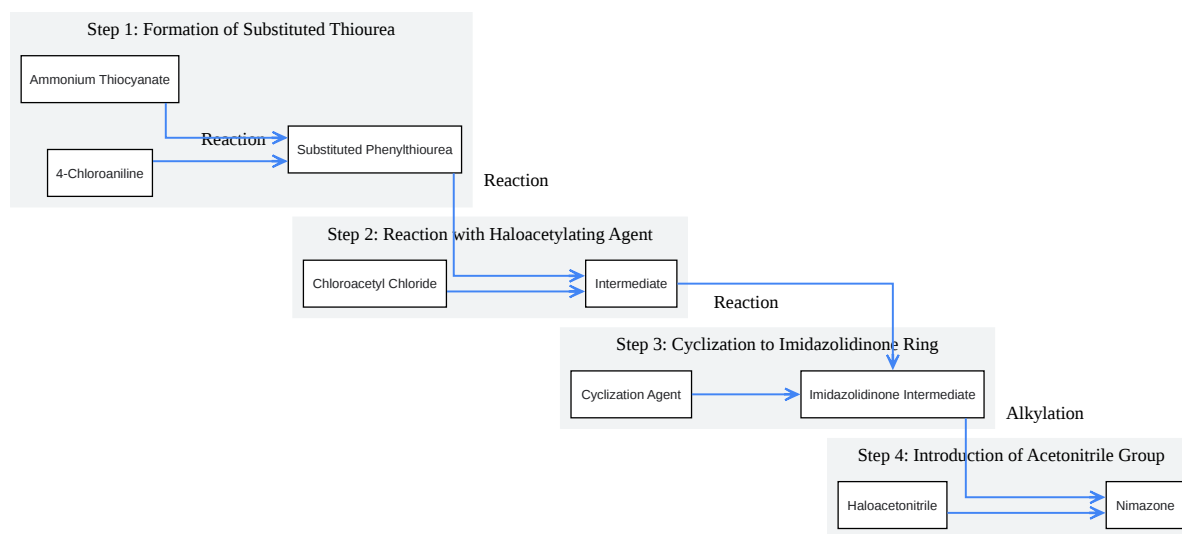 Step 1: Formation of Substituted Thiourea
Ammonium Thiocyanate
Reaction
Substituted Phenylthiourea
4-Chloroaniline
Reaction
Step 2: Reaction with Haloacetylating Agent
Chloroacetyl Chloride
Intermediate
Reaction
Step 3: Cyclization to Imidazolidinone Ring
Cyclization Agent
Imidazolidinone Intermediate
Alkylation
Step 4: Introduction of Acetonitrile Group
Haloacetonitrile
Nimazone